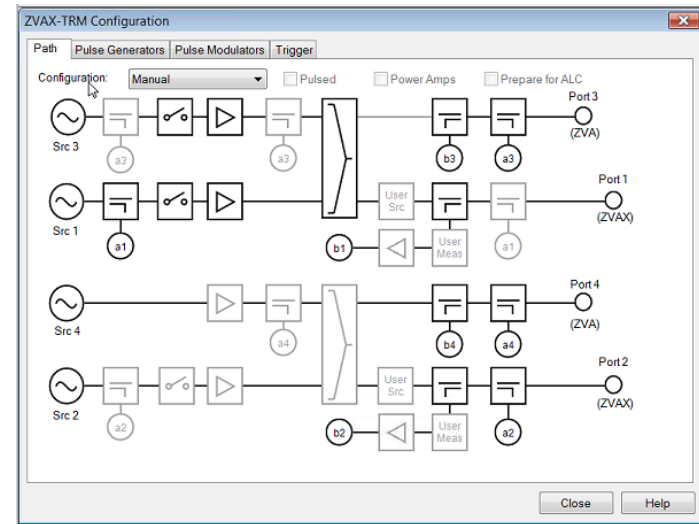 ZVAX-TRM Configuration
Path Pulse Generators Pulse Modulators Trigger
Configuration: Manual Pulsed Power Amps Prepare for ALC
Port 3
Src 3
a3
a3
b3
a3
(ZVA)
Port 1
Src 1
a1
User Src
b1
User Meas
a1
(ZVAX)
Port 4
Src 4
a4
b4
a4
(ZVA)
Port 2
Src 2
a2
User Src
b2
User Meas
a2
(ZVAX)
Close Help